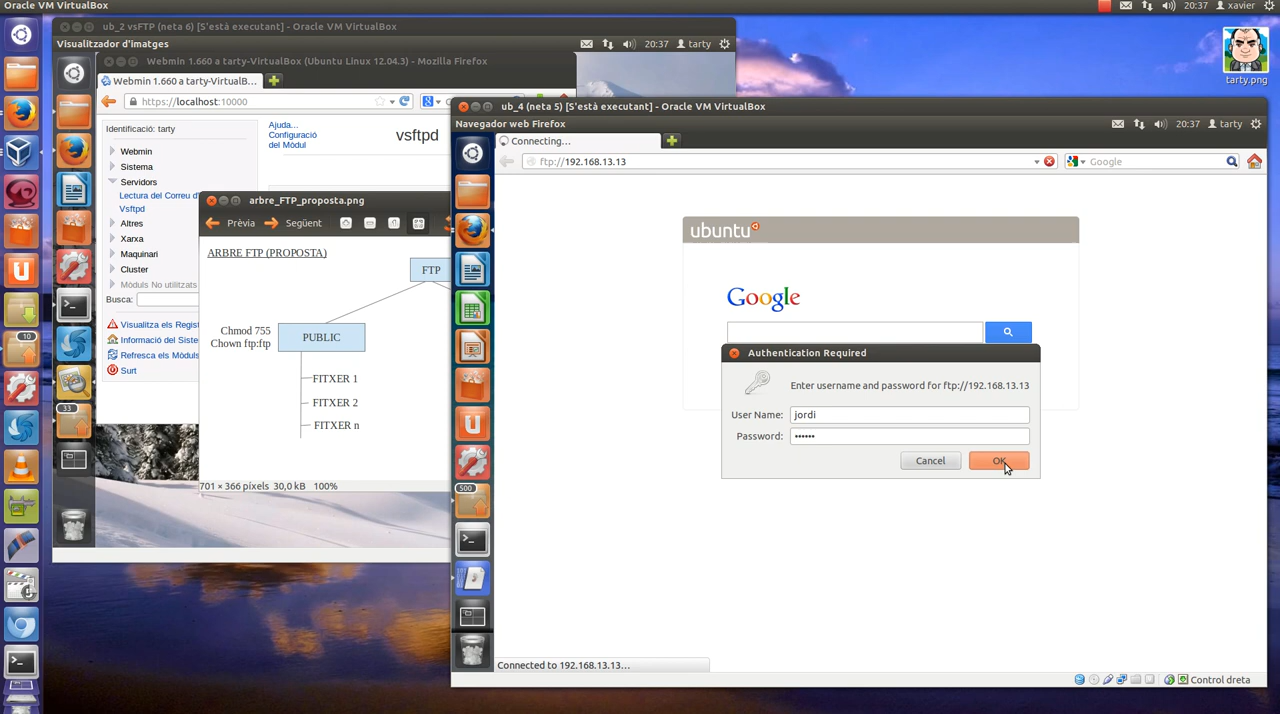 Oracle VM VirtualBox
20:37 xavier
tarty.png
ub_2 vsFTP (neta 6) [S'està executant] - Oracle VM VirtualBox
Visualitzador d'imatges
20:37 tarty
Webmin 1.660 a tarty-VirtualBox (Ubuntu Linux 12.04.3) - Mozilla Firefox
Webmin 1.660 a tarty-VirtualB...
https://localhost:10000
Identificació: tarty
Webmin
Sistema
Servidors
Lectura del Correu d'
Vsftpd
Altres
Xarxa
Maquinari
Cluster
Mòduls No utilitzats
Busca:
Visualitza els Regist
Informació del Siste
Refresca els Mòduls
Surt
Ajuda...
Configuració
del Mòdul
vsftpd
arbre_FTP_proposta.png
Prèvia
Següent
ARBRE FTP (PROPOSTA)
FTP
Chmod 755
Chown ftp:ftp
PUBLIC
FITXER 1
FITXER 2
FITXER n
701 × 366 píxels 30,0 kB 100%
10
33
ub_4 (neta 5) [S'està executant] - Oracle VM VirtualBox
Navegador web Firefox
20:37 tarty
Connecting...
ftp://192.168.13.13
Google
ubuntu
Google
Authentication Required
Enter username and password for ftp://192.168.13.13
User Name: jordi
Password: ••••••
Cancel
OK
500
Connected to 192.168.13.13...
Control dreta